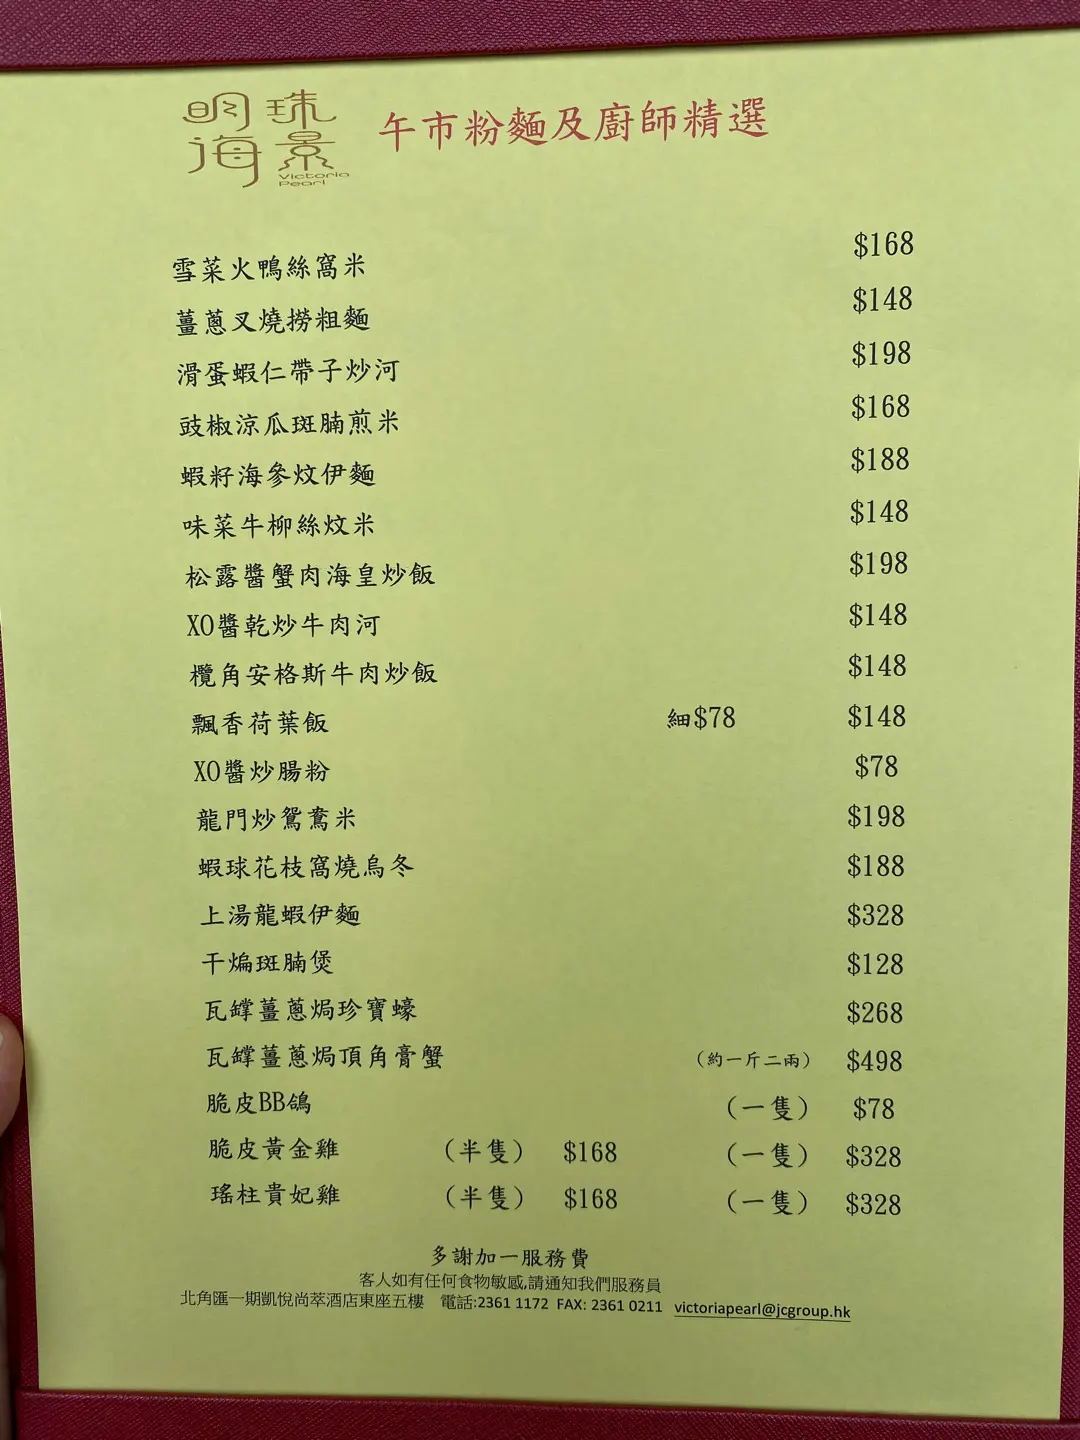 明珠
海景
Victoria
Pearl
午市粉麵及廚師精選
雪菜火鴨絲窩米 $168
薑蔥叉燒撈粗麵 $148
滑蛋蝦仁帶子炒河 $198
豉椒涼瓜斑腩煎米 $168
蝦籽海參炆伊麵 $188
味菜牛柳絲炆米 $148
松露醬蟹肉海皇炒飯 $198
XO醬乾炒牛肉河 $148
欖角安格斯牛肉炒飯 $148
飄香荷葉飯 細$78 $148
XO醬炒腸粉 $78
龍門炒鴛鴦米 $198
蝦球花枝窩燒烏冬 $188
上湯龍蝦伊麵 $328
干煸斑腩煲 $128
瓦罉薑蔥焗珍寶蠔 $268
瓦罉薑蔥焗頂角膏蟹 (約一斤二兩) $498
脆皮BB鴿 (一隻) $78
脆皮黃金雞 (半隻) $168 (一隻) $328
瑤柱貴妃雞 (半隻) $168 (一隻) $328
多謝加一服務費
客人如有任何食物敏感,請通知我們服務員
北角匯一期凱悅尚萃酒店東座五樓 電話:2361 1172 FAX: 2361 0211 victoriapearl@jcgroup.hk